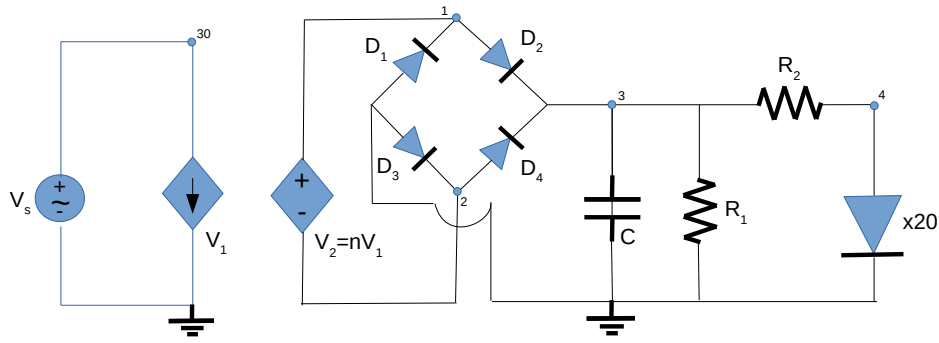 30
1
D1
D2
R2
3
4
D3
D4
+
~
-
Vs
V1
+
-
V2=nV1
2
C
R1
x20